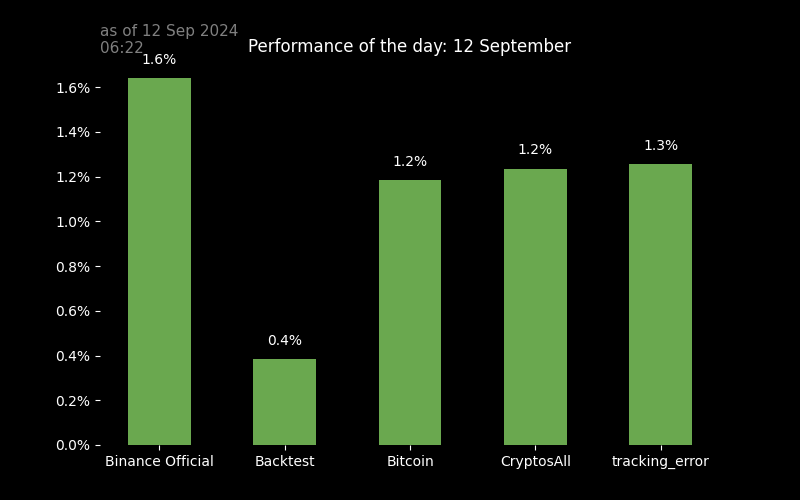 as of 12 Sep 2024
06:22
Performance of the day: 12 September
1.6%
1.6%
1.4%
1.2%
1.0%
0.8%
0.6%
0.4%
0.2%
0.0%
0.4%
1.2%
1.2%
1.3%
Binance Official
Backtest
Bitcoin
CryptosAll
tracking_error